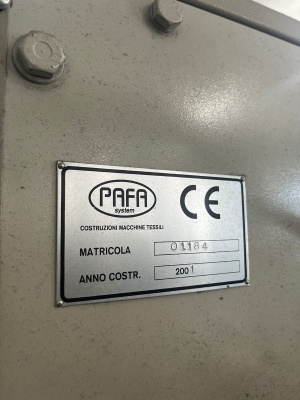 PAFA
system
CE
COSTRUZIONI MACCHINE TESSILI
MATRICOLA 01184
ANNO COSTR. 2001